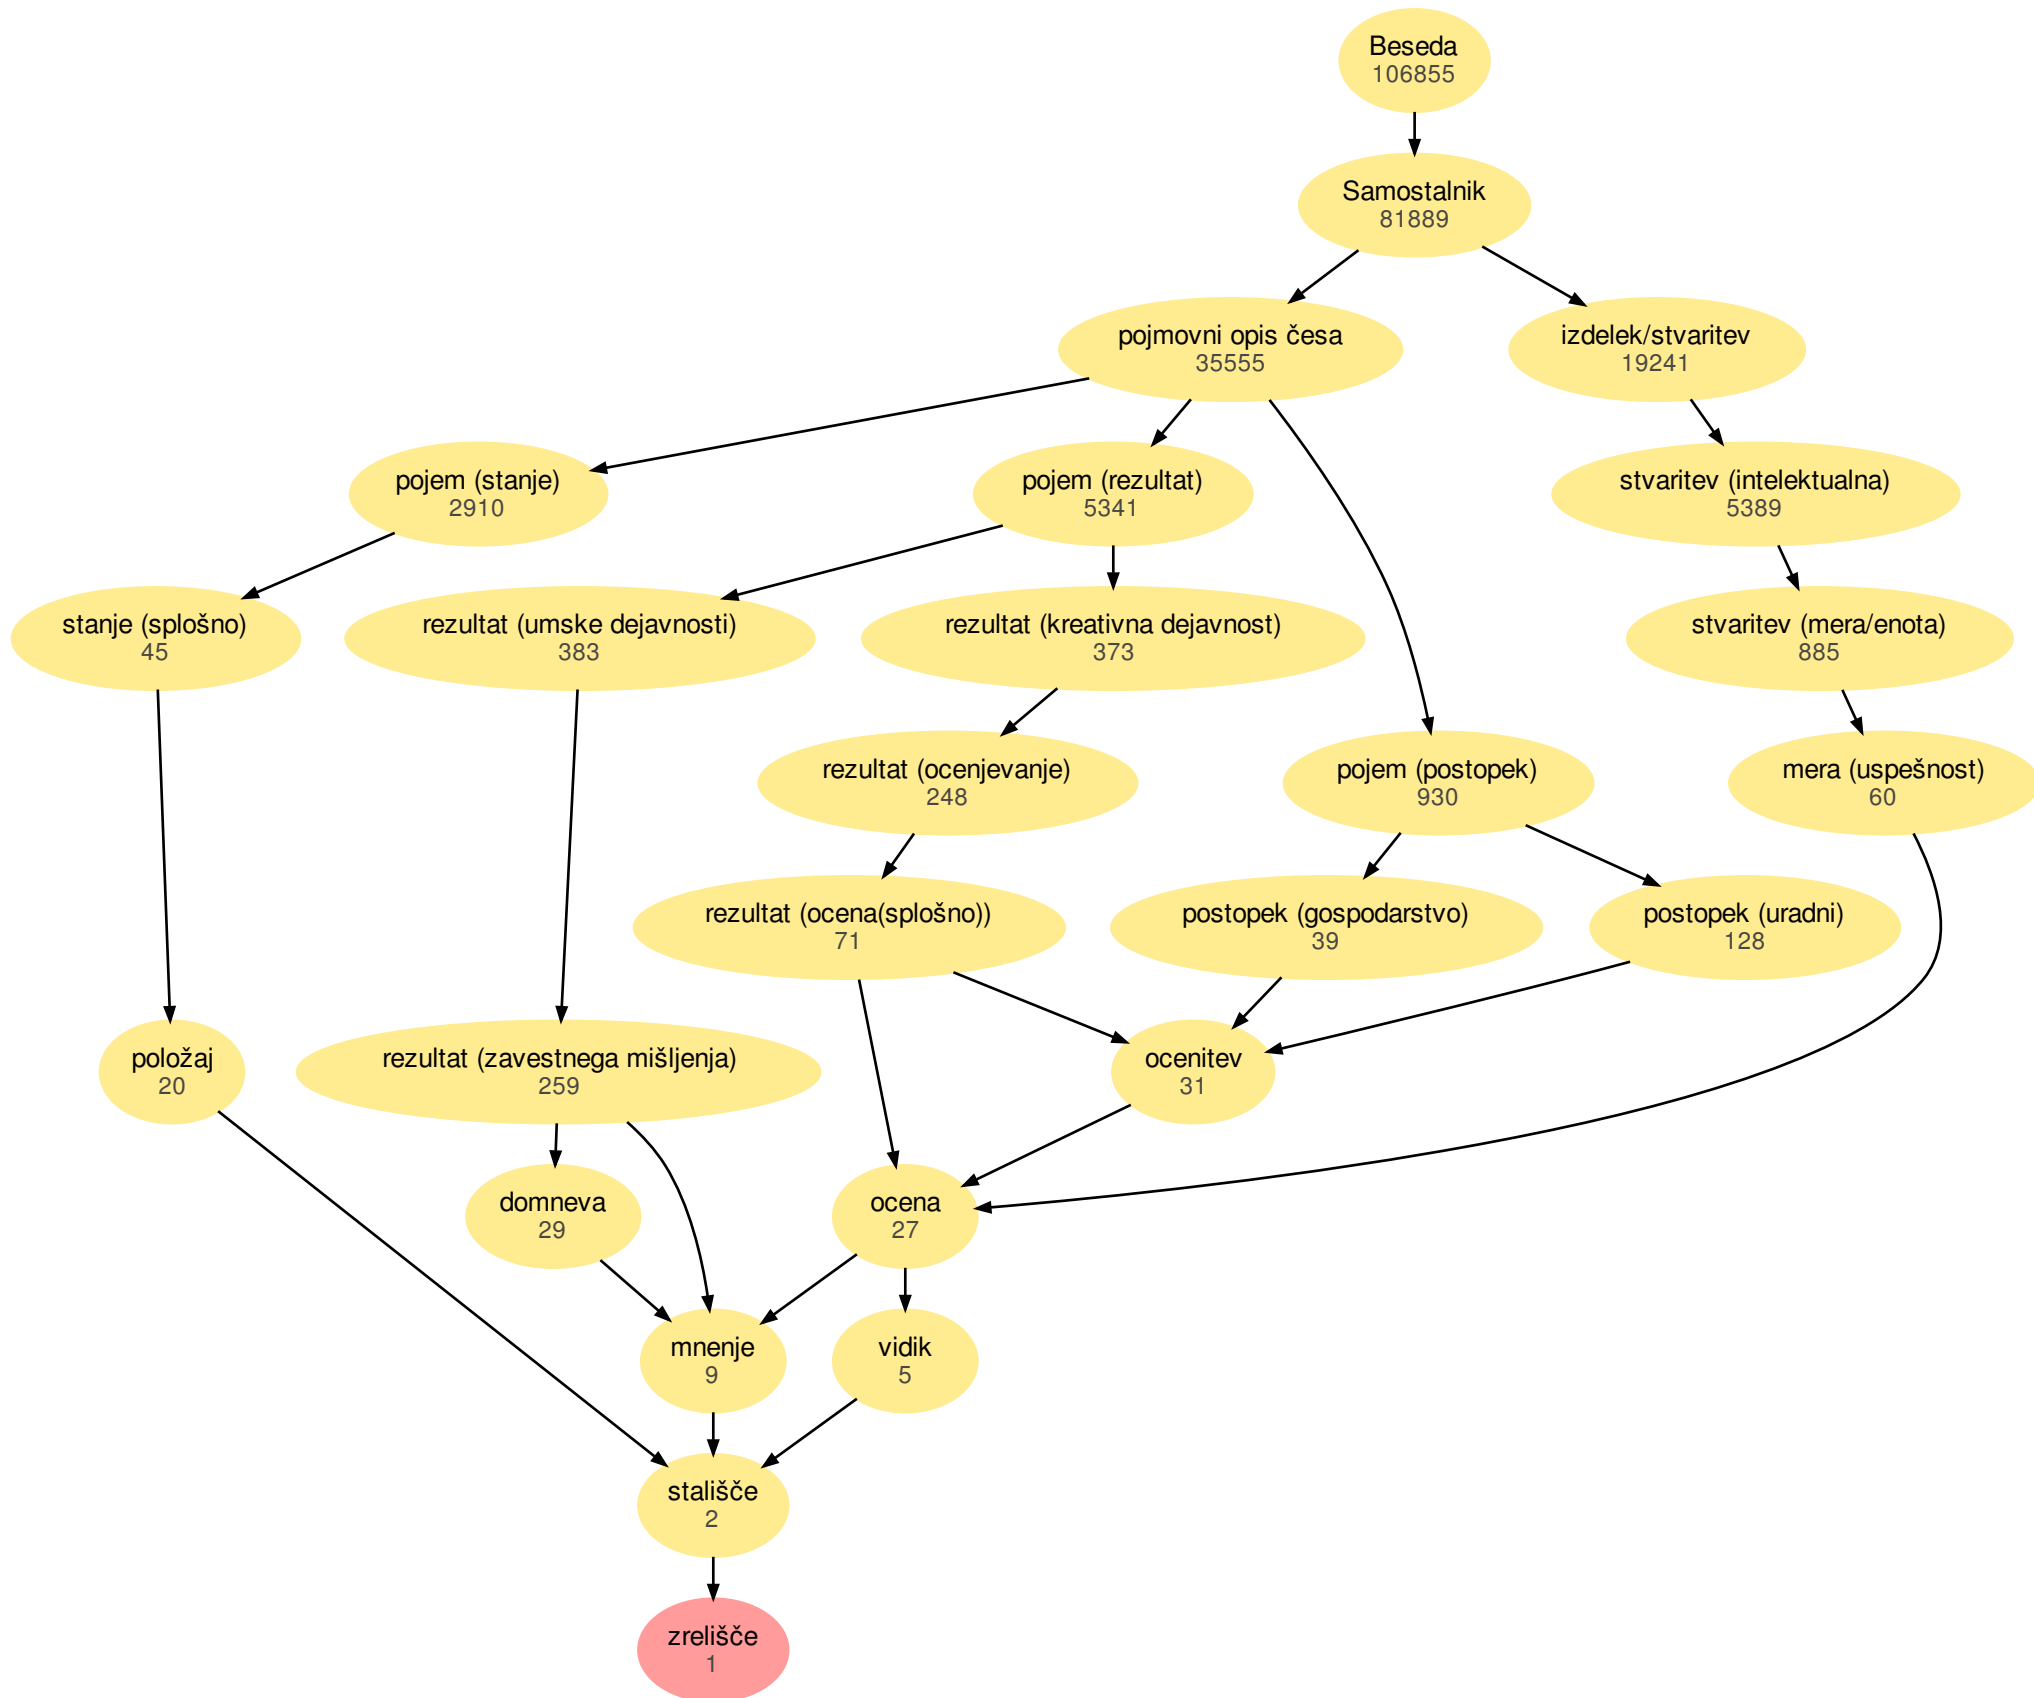 Beseda
106855
Samostalnik
81889
pojmovni opis česa
35555
izdelek/stvaritev
19241
pojem (stanje)
2910
pojem (rezultat)
5341
stvaritev (intelektualna)
5389
stanje (splošno)
45
rezultat (umske dejavnosti)
383
rezultat (kreativna dejavnost)
373
stvaritev (mera/enota)
885
rezultat (ocenjevanje)
248
pojem (postopek)
930
mera (uspešnost)
60
rezultat (ocena(splošno))
71
postopek (gospodarstvo)
39
postopek (uradni)
128
položaj
20
rezultat (zavestnega mišljenja)
259
ocenitev
31
domneva
29
ocena
27
mnenje
9
vidik
5
stališče
2
zrelišče
1